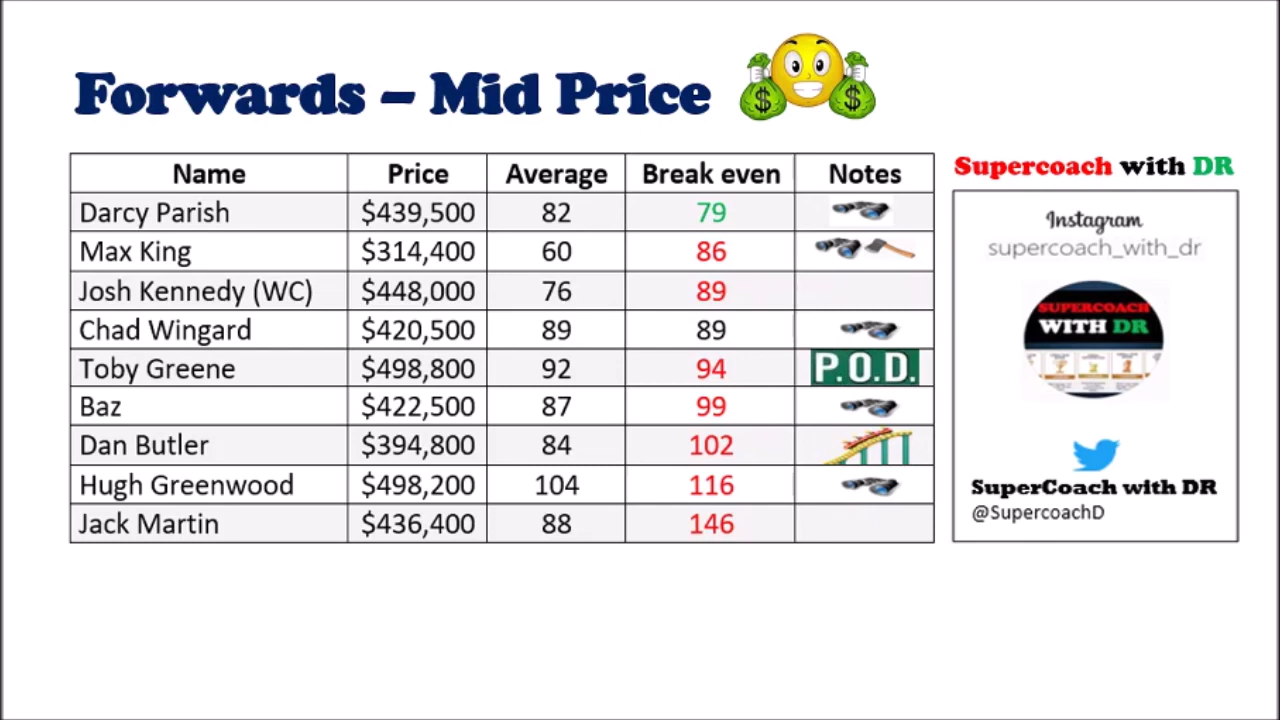 Forwards – Mid Price
$ $
Name Price Average Break even Notes
Darcy Parish $439,500 82 79
Max King $314,400 60 86
Josh Kennedy (WC) $448,000 76 89
Chad Wingard $420,500 89 89
Toby Greene $498,800 92 94 P.O.D.
Baz $422,500 87 99
Dan Butler $394,800 84 102
Hugh Greenwood $498,200 104 116
Jack Martin $436,400 88 146
Supercoach with DR
Instagram
supercoach_with_dr
SUPERCOACH
WITH DR
SuperCoach with DR
@SupercoachD